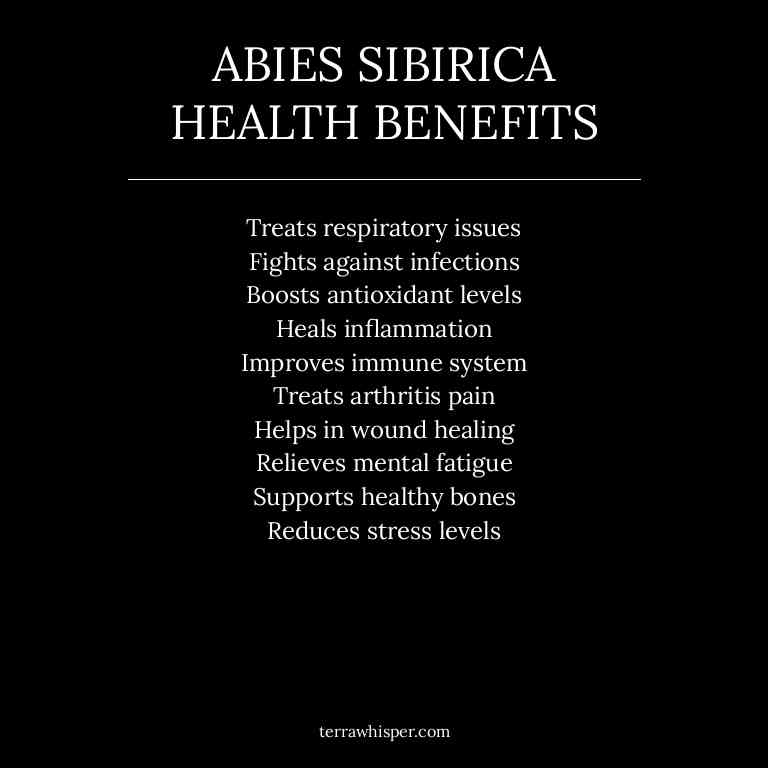 ABIES SIBIRICA
HEALTH BENEFITS
Treats respiratory issues
Fights against infections
Boosts antioxidant levels
Heals inflammation
Improves immune system
Treats arthritis pain
Helps in wound healing
Relieves mental fatigue
Supports healthy bones
Reduces stress levels
terrawhisper.com